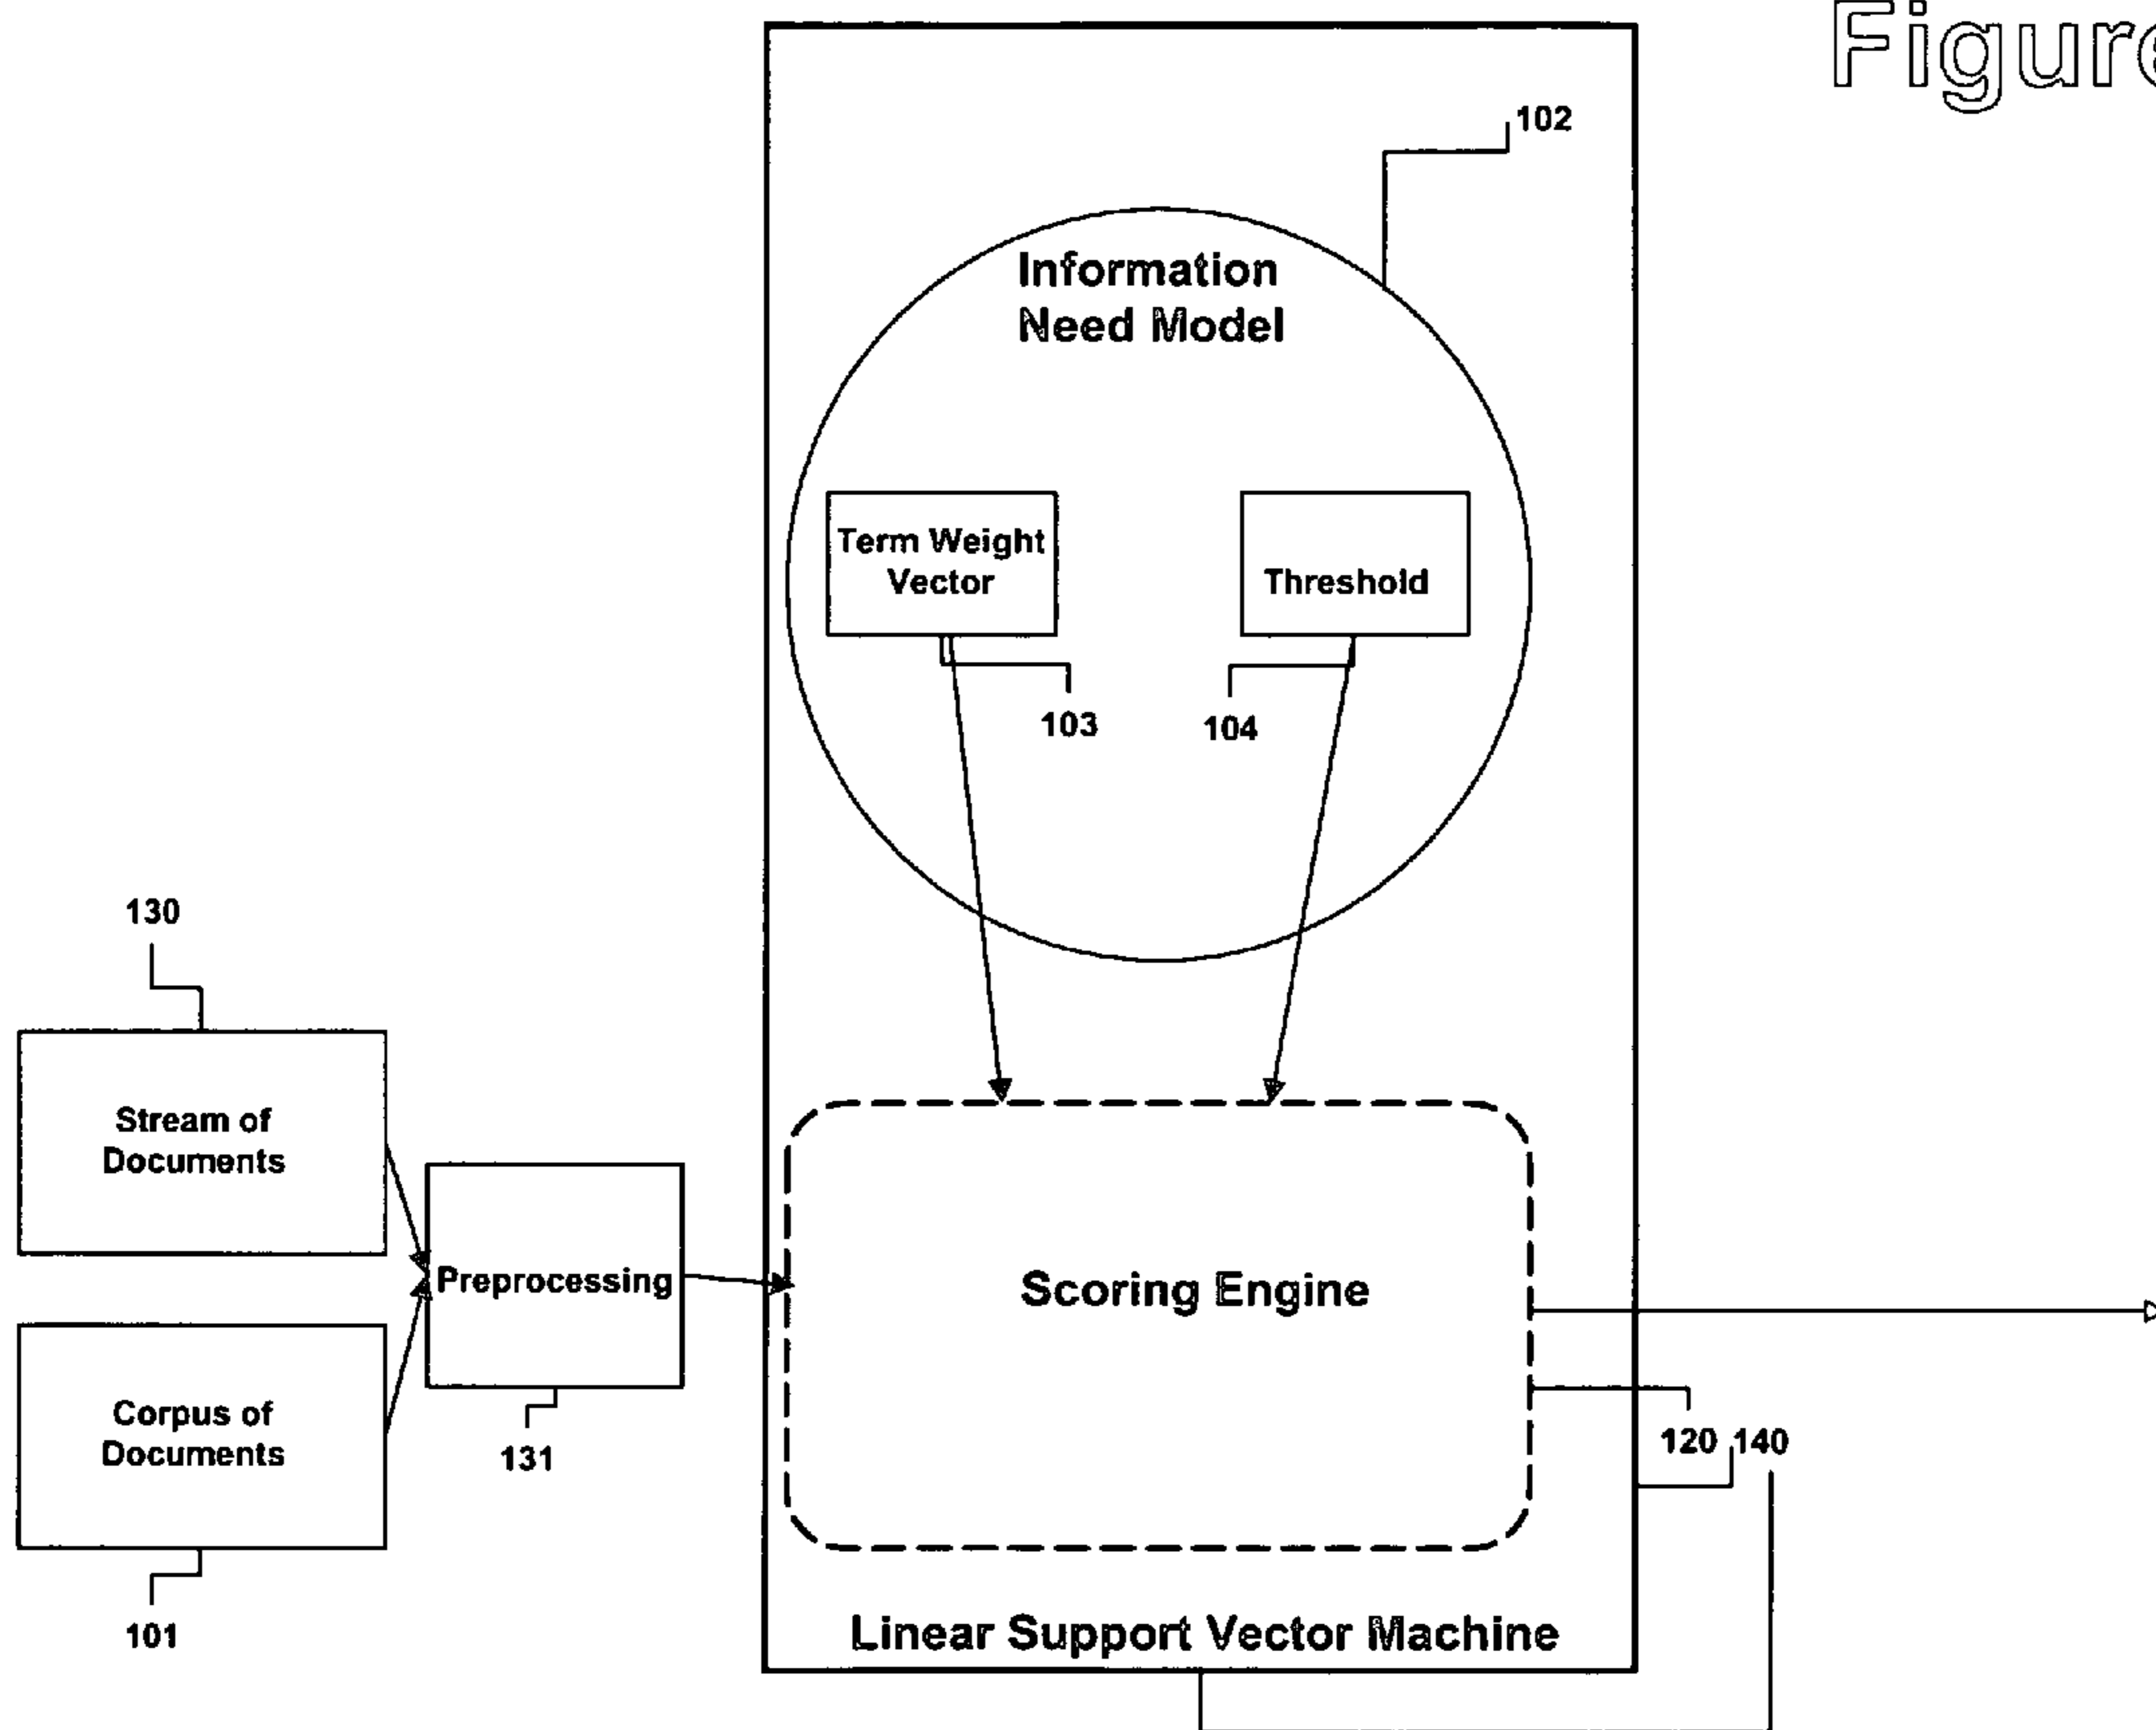 Figure
102
Information
Need Model
Term Weight
Vector
Threshold
103
104
130
Stream of
Documents
Preprocessing
Scoring Engine
Corpus of
Documents
131
120
140
101
Linear Support Vector Machine